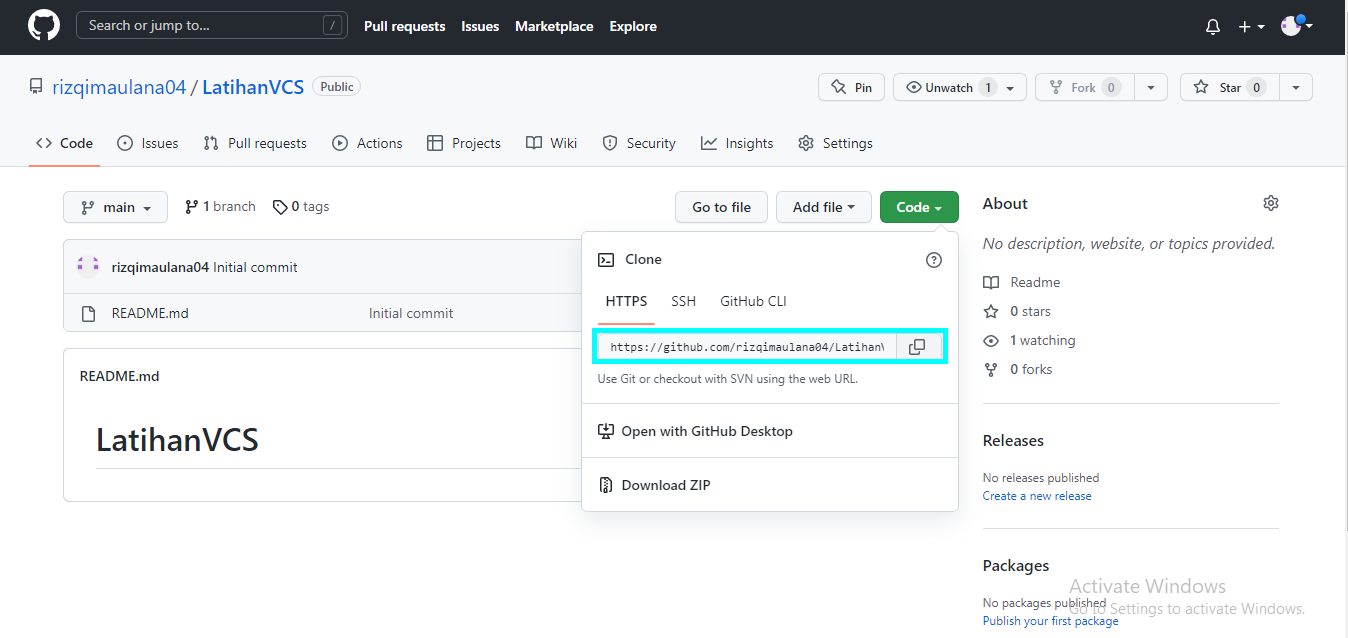 Search or jump to... /
Pull requests Issues Marketplace Explore
rizqimaulana04 / LatihanVCS Public
Pin Unwatch 1 Fork 0 Star 0
Code Issues Pull requests Actions Projects Wiki Security Insights Settings
main 1 branch 0 tags Go to file Add file Code
rizqimaulana04 Initial commit
README.md Initial commit
README.md
LatihanVCS
Clone
HTTPS SSH GitHub CLI
https://github.com/rizqimaulana04/Latihan
Use Git or checkout with SVN using the web URL.
Open with GitHub Desktop
Download ZIP
About
No description, website, or topics provided.
Readme
0 stars
1 watching
0 forks
Releases
No releases published
Create a new release
Packages
No packages published
Publish your first package
Activate Windows
Go to Settings to activate Windows.